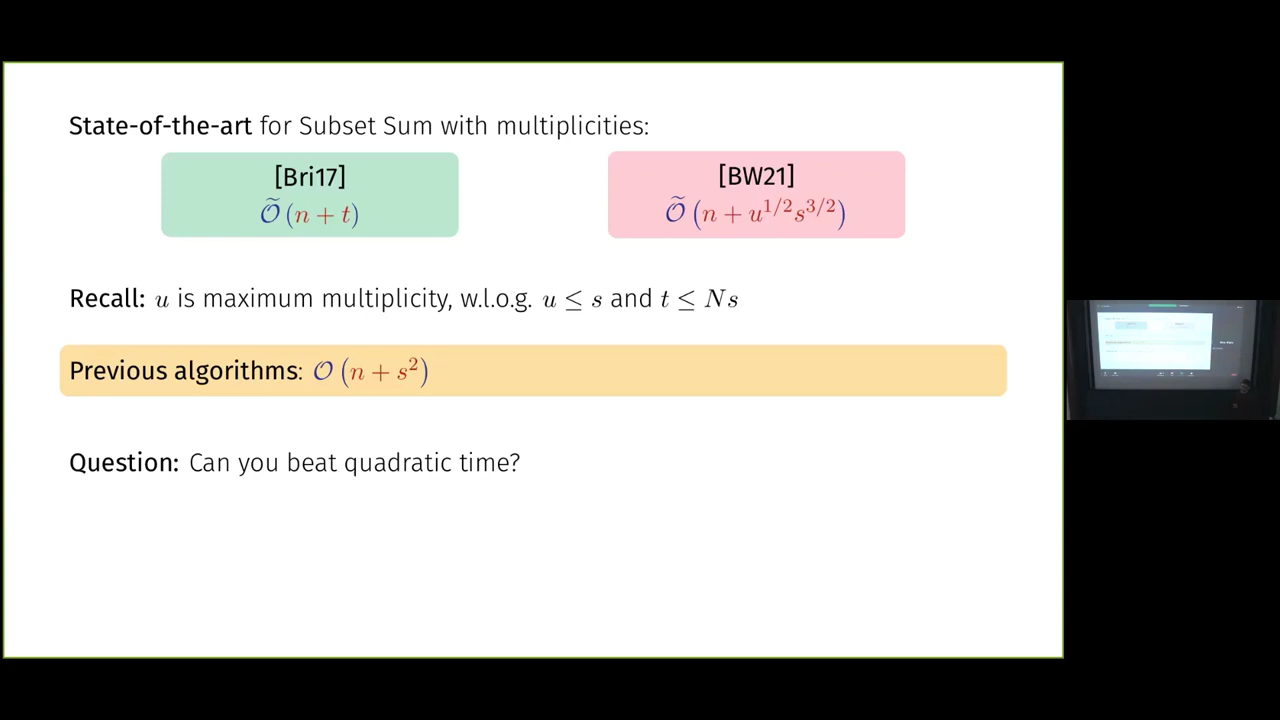 State-of-the-art for Subset Sum with multiplicities:
[Bri17]
Õ (n + t)
[BW21]
Õ (n + u^{1/2}s^{3/2})
Recall: u is maximum multiplicity, w.l.o.g. u ≤ s and t ≤ Ns
Previous algorithms: O (n + s²)
Question: Can you beat quadratic time?